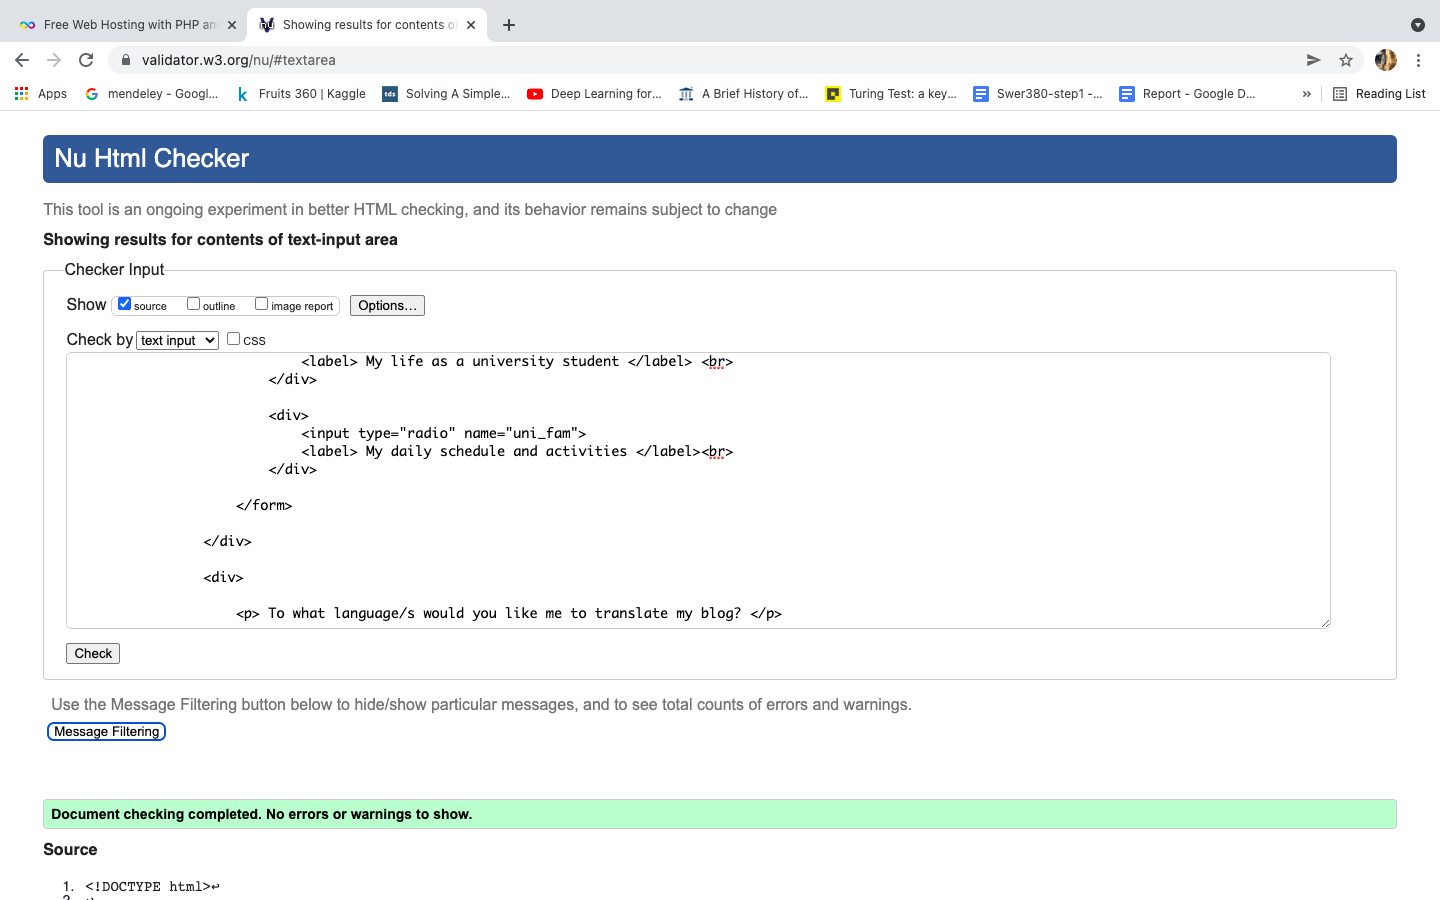 Free Web Hosting with PHP an
Showing results for contents o
validator.w3.org/nu/#textarea
Apps
mendeley - Googl...
Fruits 360 | Kaggle
tds
Solving A Simple...
Deep Learning for...
A Brief History of...
Turing Test: a key...
Swer380-step1 -...
Report - Google D...
»
Reading List
Nu Html Checker
This tool is an ongoing experiment in better HTML checking, and its behavior remains subject to change
Showing results for contents of text-input area
Checker Input
Show source outline image report Options...
Check by text input CSS
<label> My life as a university student </label> <br>
</div>
<div>
<input type="radio" name="uni_fam">
<label> My daily schedule and activities </label><br>
</div>
</form>
</div>
<div>
<p> To what language/s would you like me to translate my blog? </p>
Check
Use the Message Filtering button below to hide/show particular messages, and to see total counts of errors and warnings.
Message Filtering
Document checking completed. No errors or warnings to show.
Source
1. <!DOCTYPE html>↩